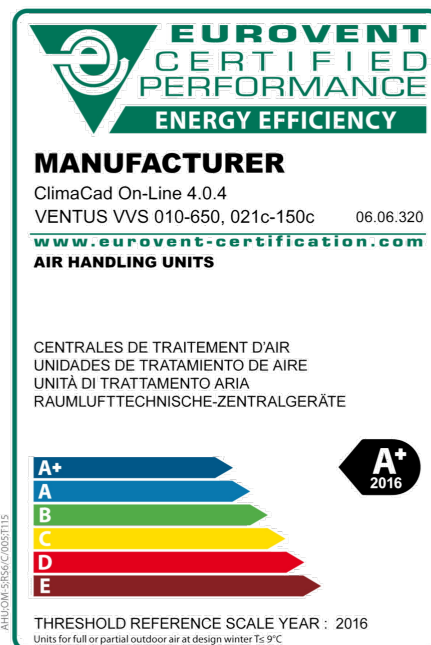 EUROVENT
CERTIFIED
PERFORMANCE
ENERGY EFFICIENCY
MANUFACTURER
ClimaCad On-Line 4.0.4
VENTUS VVS 010-650, 021c-150c 06.06.320
www.eurovent-certification.com
AIR HANDLING UNITS
CENTRALES DE TRAITEMENT D'AIR
UNIDADES DE TRATAMIENTO DE AIRE
UNITÀ DI TRATTAMENTO ARIA
RAUMLUFTTECHNISCHE-ZENTRALGERÄTE
A+
A
B
C
D
E
A+
2016
THRESHOLD REFERENCE SCALE YEAR : 2016
Units for full or partial outdoor air at design winter T≤ 9°C